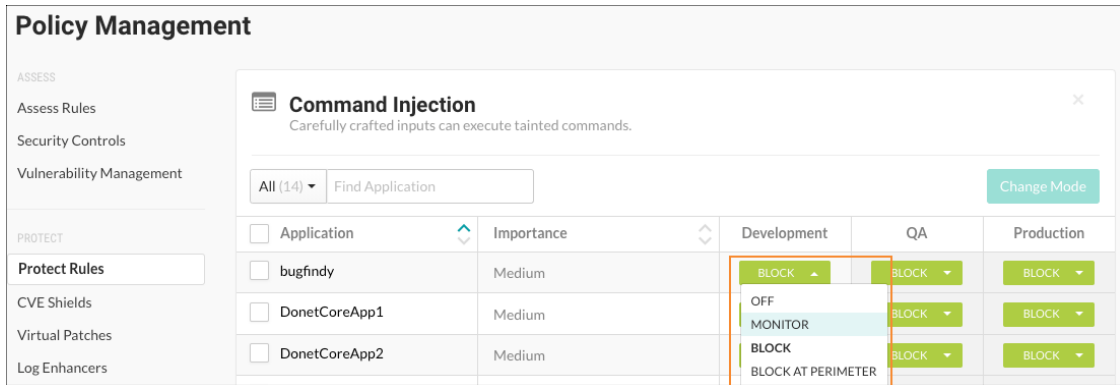 Policy Management
ASSESS
Assess Rules
Security Controls
Vulnerability Management
PROTECT
Protect Rules
CVE Shields
Virtual Patches
Log Enhancers
Command Injection
Carefully crafted inputs can execute tainted commands.
All (14) Find Application Change Mode
Application Importance Development QA Production
bugfindy Medium BLOCK BLOCK BLOCK
DonetCoreApp1 Medium BLOCK BLOCK
DonetCoreApp2 Medium BLOCK BLOCK
OFF
MONITOR
BLOCK
BLOCK AT PERIMETER